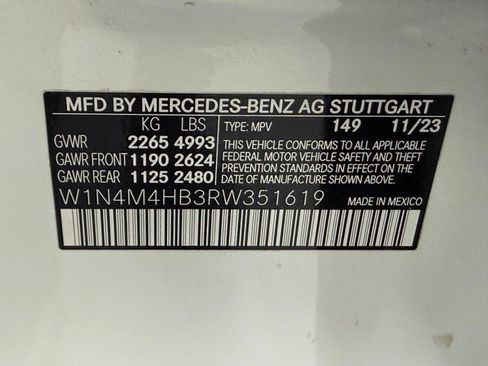 MFD BY MERCEDES-BENZ AG STUTTGART
KG LBS
GVWR 2265 4993
GAWR FRONT 1190 2624
GAWR REAR 1125 2480
TYPE: MPV 149 11/23
THIS VEHICLE CONFORMS TO ALL APPLICABLE
FEDERAL MOTOR VEHICLE SAFETY AND THEFT
PREVENTION STANDARDS IN EFFECT ON THE
DATE OF MANUFACTURE SHOWN ABOVE.
W1N4M4HB3RW351619
MADE IN MEXICO